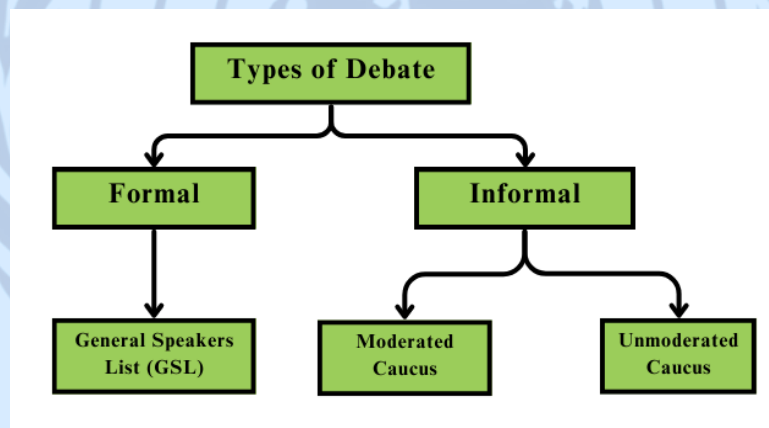 Types of Debate
Formal
Informal
General Speakers
List (GSL)
Moderated
Caucus
Unmoderated
Caucus